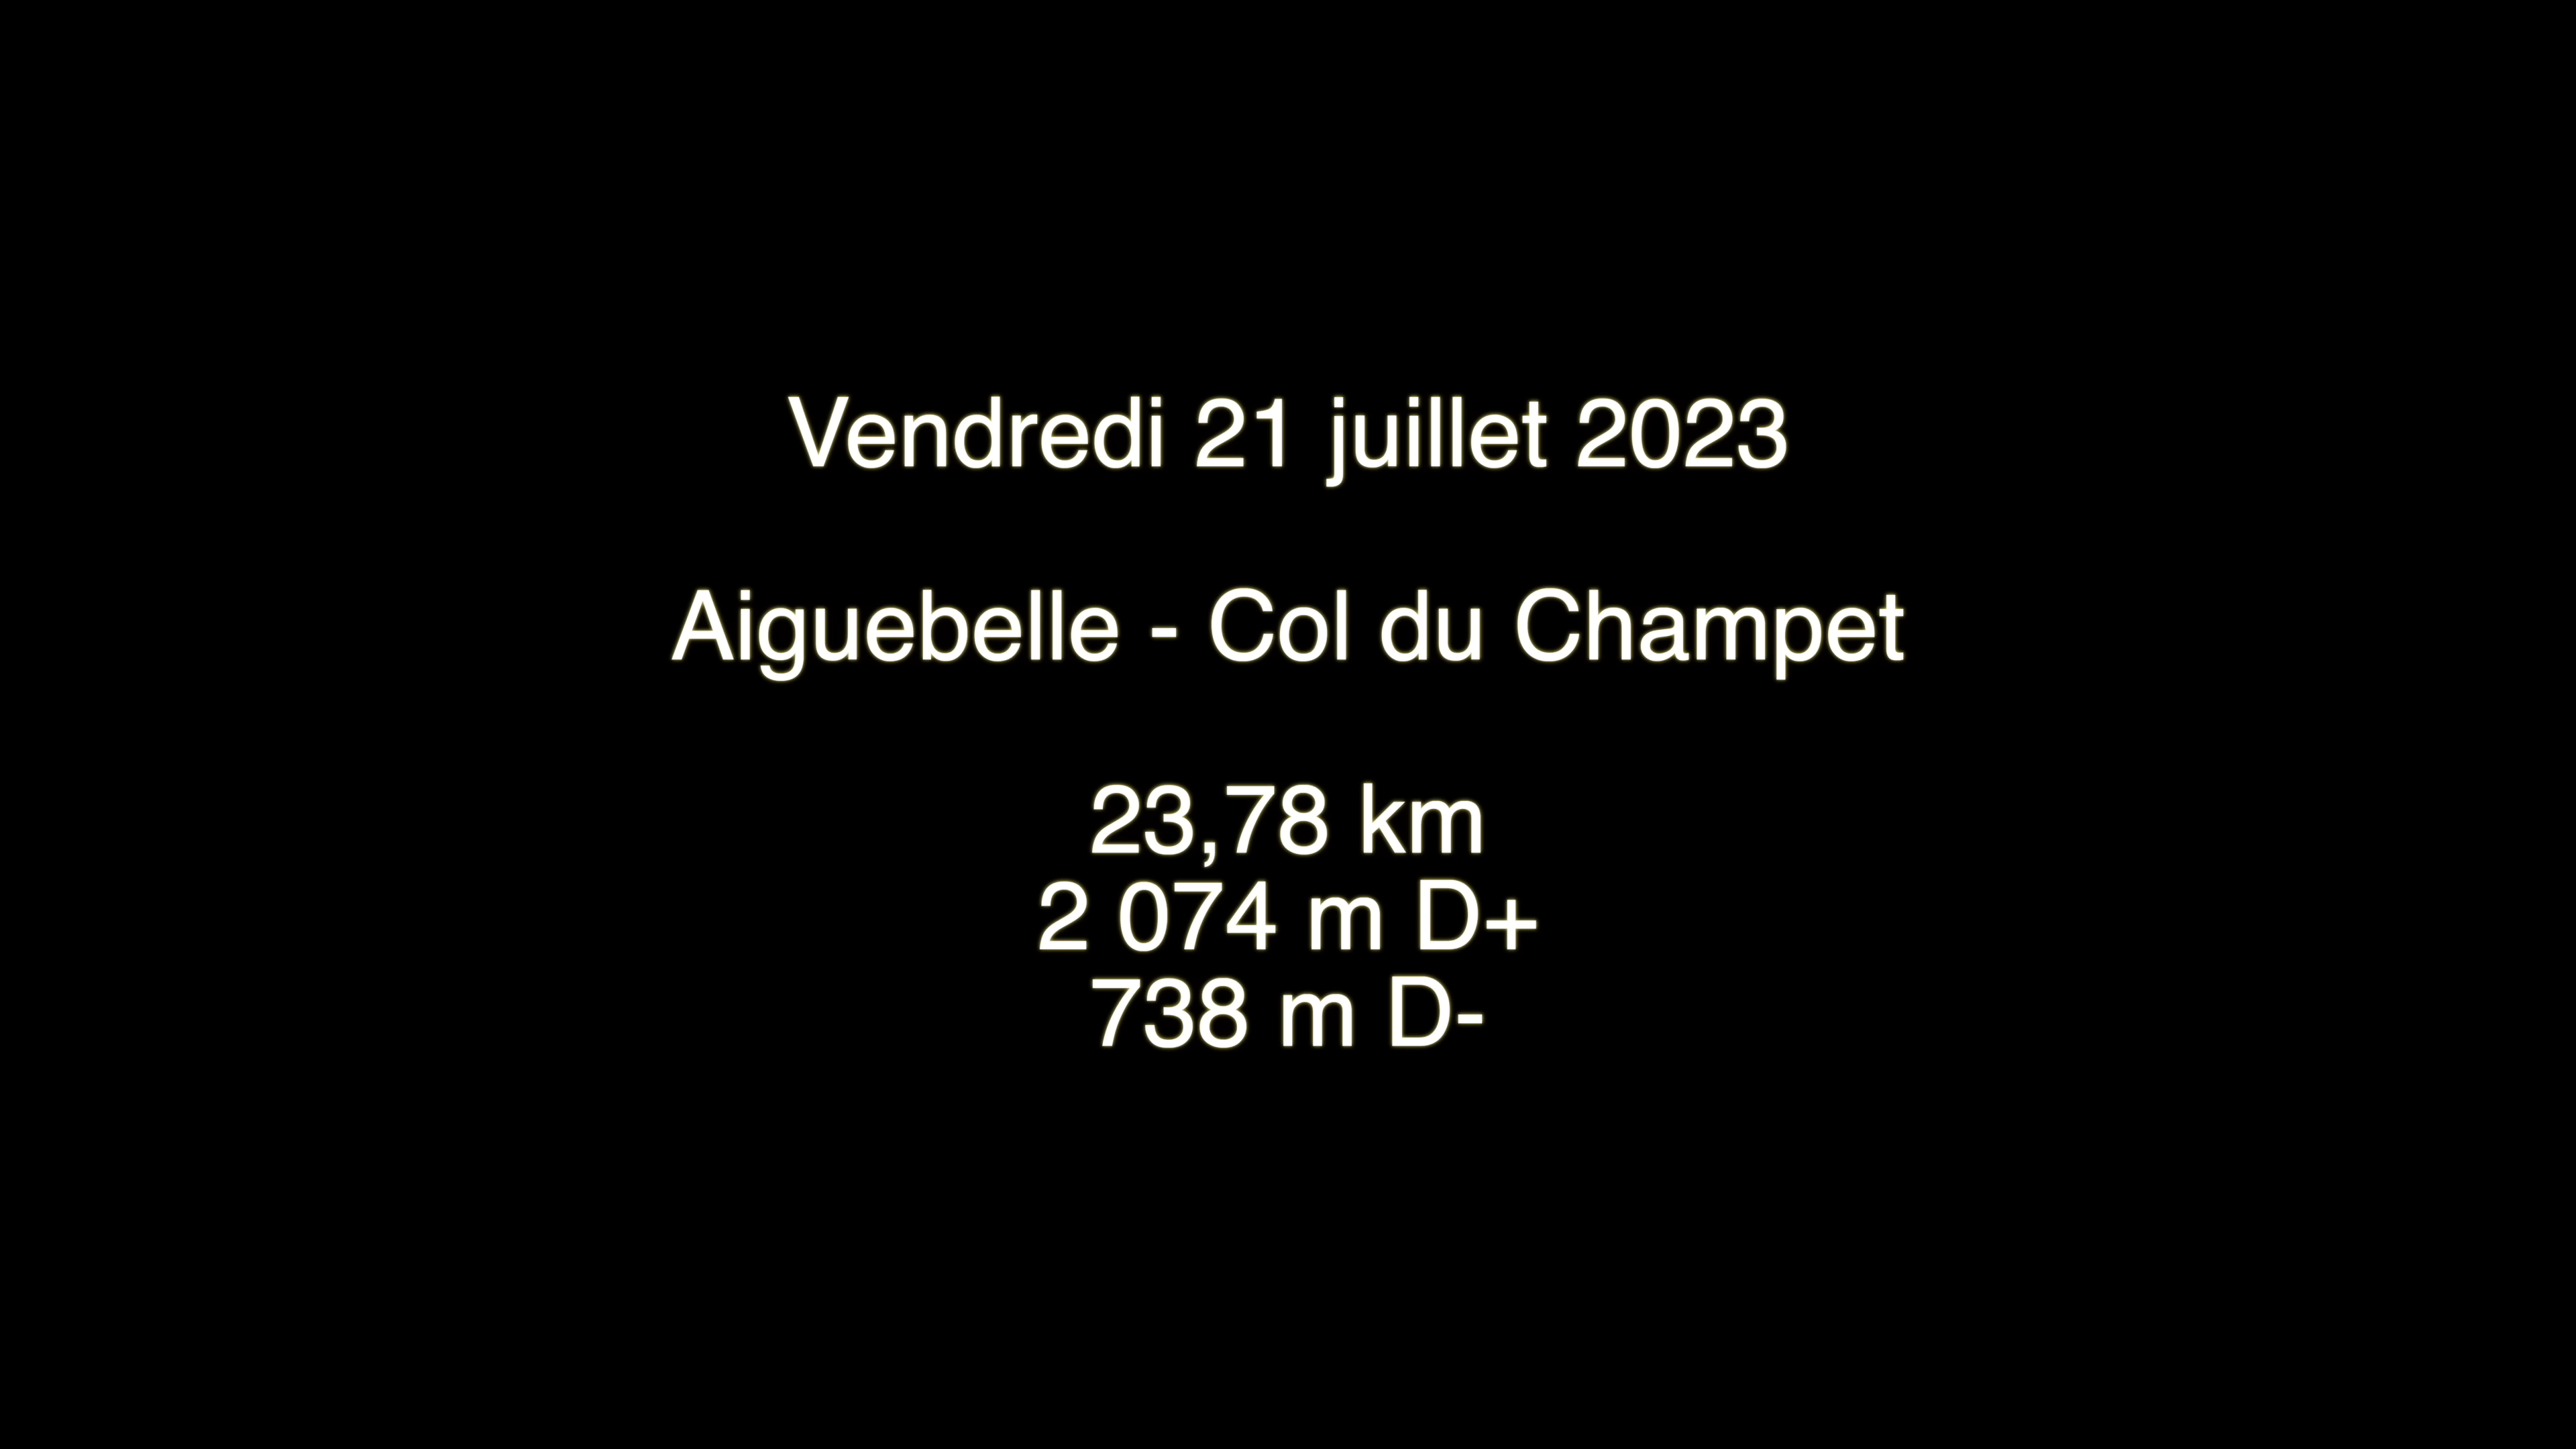 Vendredi 21 juillet 2023
Aiguebelle - Col du Champet
23,78 km
2 074 m D+
738 m D-